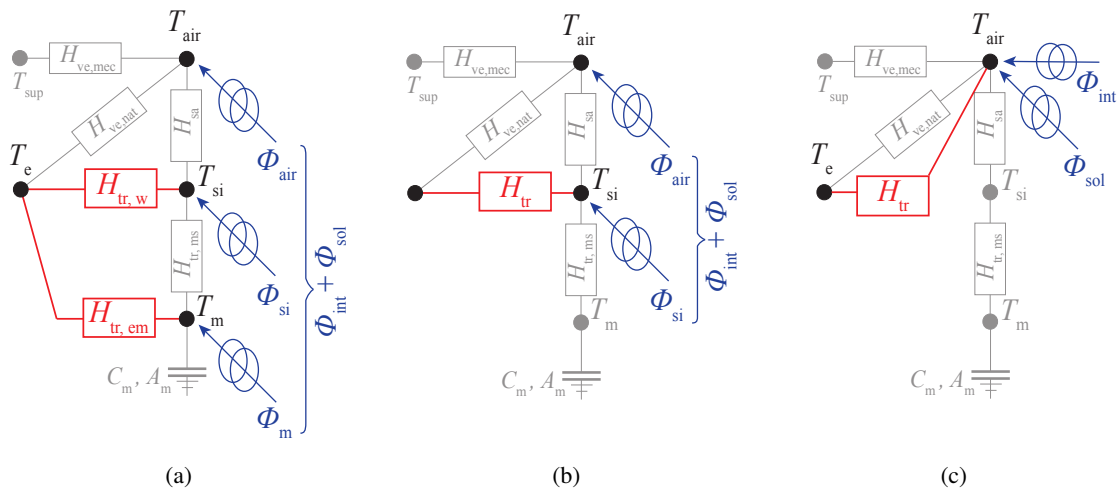 T_air
H_ve,mec
T_sup
H_ve,nat
H_sa
T_e
Φ_air
H_tr, w
T_si
H_tr, ms
Φ_si
Φ_int + Φ_sol
H_tr, em
T_m
C_m , A_m
Φ_m
(a)
T_air
H_ve,mec
T_sup
H_ve,nat
H_sa
Φ_air
H_tr
T_si
H_tr, ms
Φ_si
Φ_int + Φ_sol
T_m
C_m , A_m
(b)
T_air
H_ve,mec
T_sup
Φ_int
H_ve,nat
H_sa
T_e
Φ_sol
H_tr
T_si
H_tr, ms
T_m
C_m , A_m
(c)